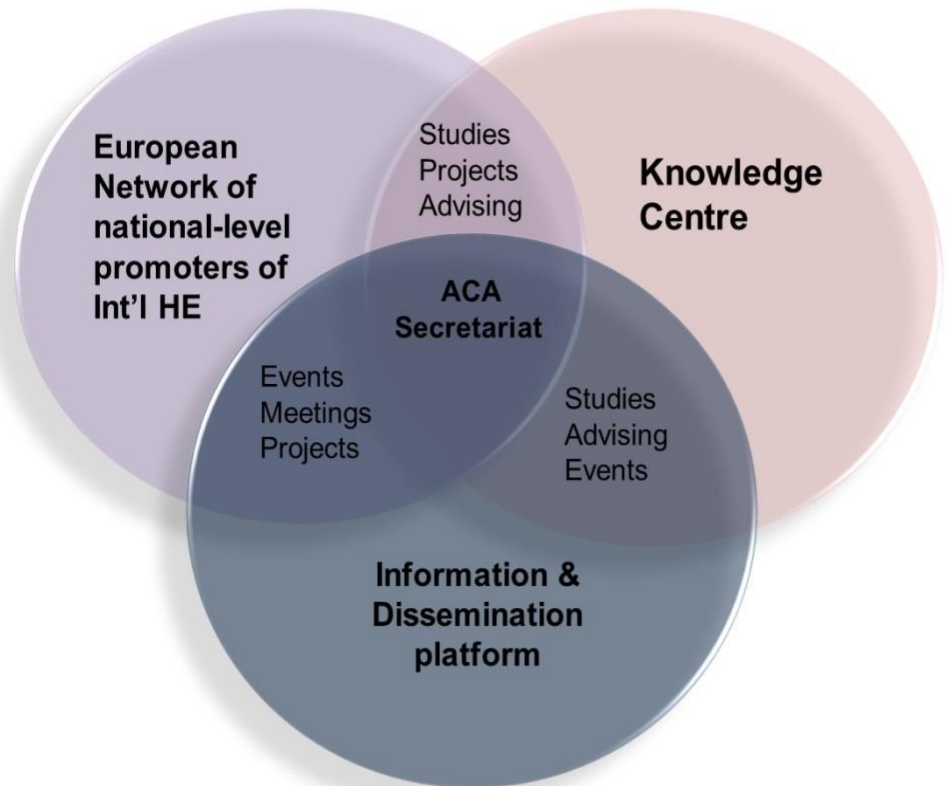 European
Network of
national-level
promoters of
Int'l HE
Studies
Projects
Advising
Knowledge
Centre
ACA
Secretariat
Events
Meetings
Projects
Studies
Advising
Events
Information &
Dissemination
platform